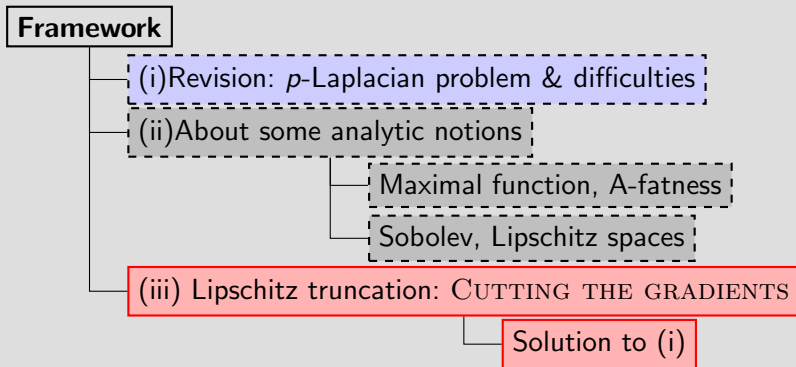 Framework
(i)Revision: p-Laplacian problem & difficulties
(ii)About some analytic notions
Maximal function, A-fatness
Sobolev, Lipschitz spaces
(iii) Lipschitz truncation: CUTTING THE GRADIENTS
Solution to (i)